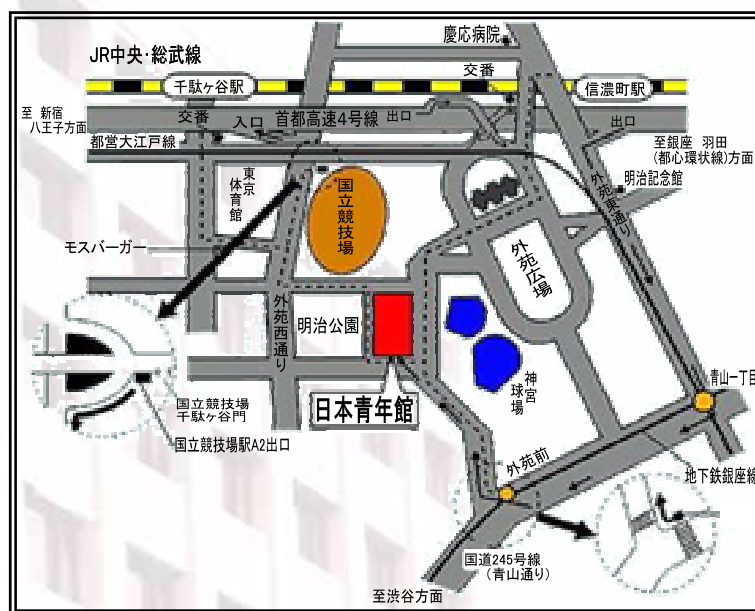 慶応病院
JR中央・総武線
交番
千駄ヶ谷駅
信濃町駅
至 新宿
八王子方面
交番
入口
首都高速4号線
出口
出口
都営大江戸線
至銀座 羽田
(都心環状線)方面
明治記念館
外苑東通り
東京
体育館
国立競技場
モスバーガー
外苑広場
外苑西通り
明治公園
神宮
球場
青山一丁目
日本青年館
国立競技場
千駄ヶ谷門
国立競技場駅A2出口
外苑前
地下鉄銀座線
国道245号線
(青山通り)
至渋谷方面